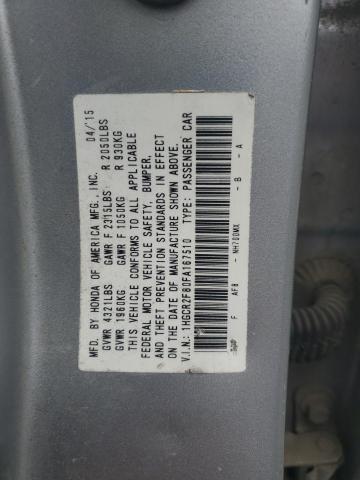 MFD. BY HONDA OF AMERICA MFG., INC. 04/'15
GVWR 4321LBS GAWR F 2315LBS R 2050LBS
GVWR 1960KG GAWR F 1050KG R 930KG
THIS VEHICLE CONFORMS TO ALL APPLICABLE
FEDERAL MOTOR VEHICLE SAFETY, BUMPER,
AND THEFT PREVENTION STANDARDS IN EFFECT
ON THE DATE OF MANUFACTURE SHOWN ABOVE.
V.I.N.: 1HGCR2F80FA167510 TYPE: PASSENGER CAR
F AF8 - NH700MX - B - A